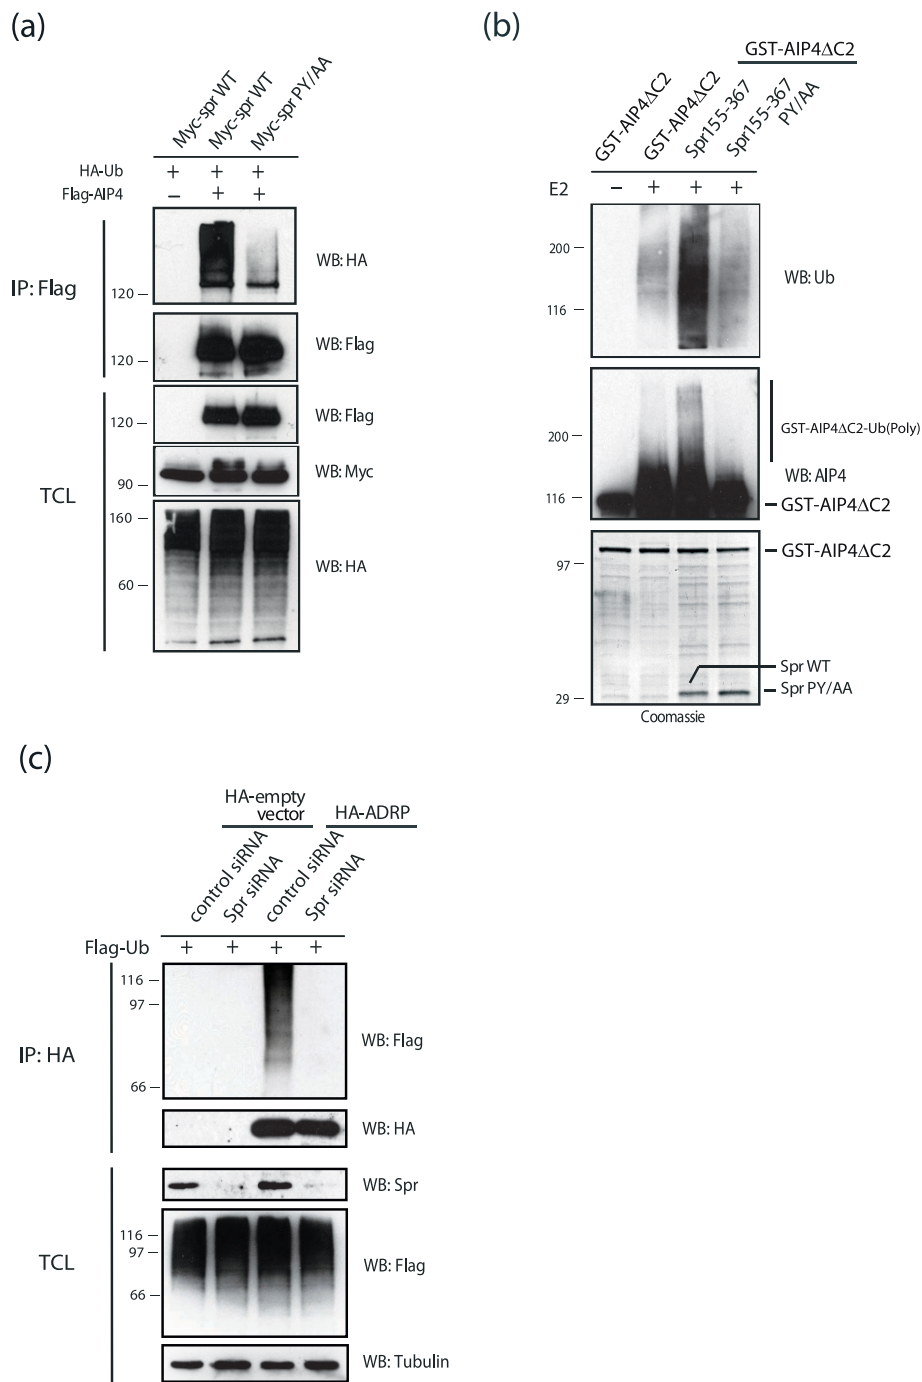 (a)
Myc-spr WT
Myc-spr WT
Myc-spr PY/AA
HA-Ub + + +
Flag-AIP4 – + +
IP: Flag
120
WB: HA
120
WB: Flag
TCL
120
WB: Flag
90
WB: Myc
160
60
WB: HA
(b)
GST-AIP4ΔC2
GST-AIP4ΔC2
GST-AIP4ΔC2
Spr155-367
Spr155-367
PY/AA
E2 – + + +
200
116
WB: Ub
GST-AIP4ΔC2-Ub(Poly)
200
WB: AIP4
116
GST-AIP4ΔC2
97
GST-AIP4ΔC2
Spr WT
29
Spr PY/AA
Coomassie
(c)
HA-empty
vector
HA-ADRP
control siRNA
Spr siRNA
control siRNA
Spr siRNA
Flag-Ub + + + +
IP: HA
116
97
66
WB: Flag
WB: HA
TCL
WB: Spr
116
97
66
WB: Flag
WB: Tubulin